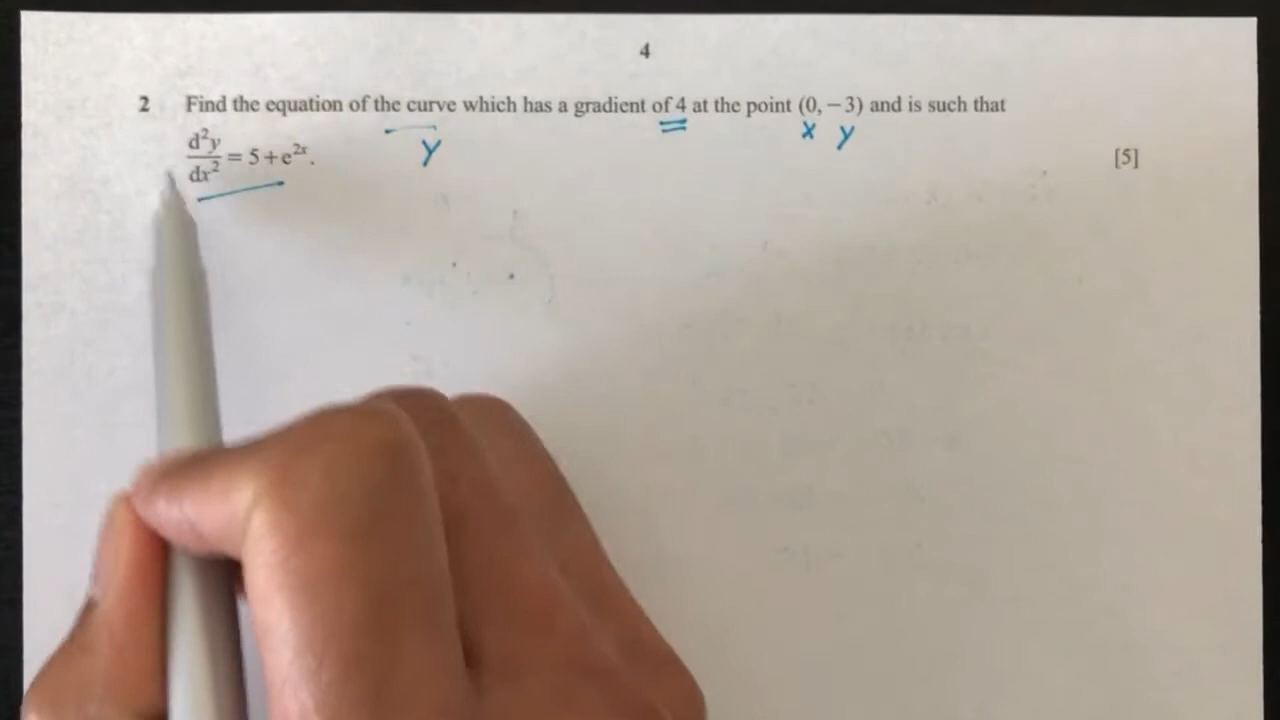 4
2 Find the equation of the curve which has a gradient of 4 at the point (0, −3) and is such that
x y
d²y/dx² = 5+e²ˣ.
Y
[5]